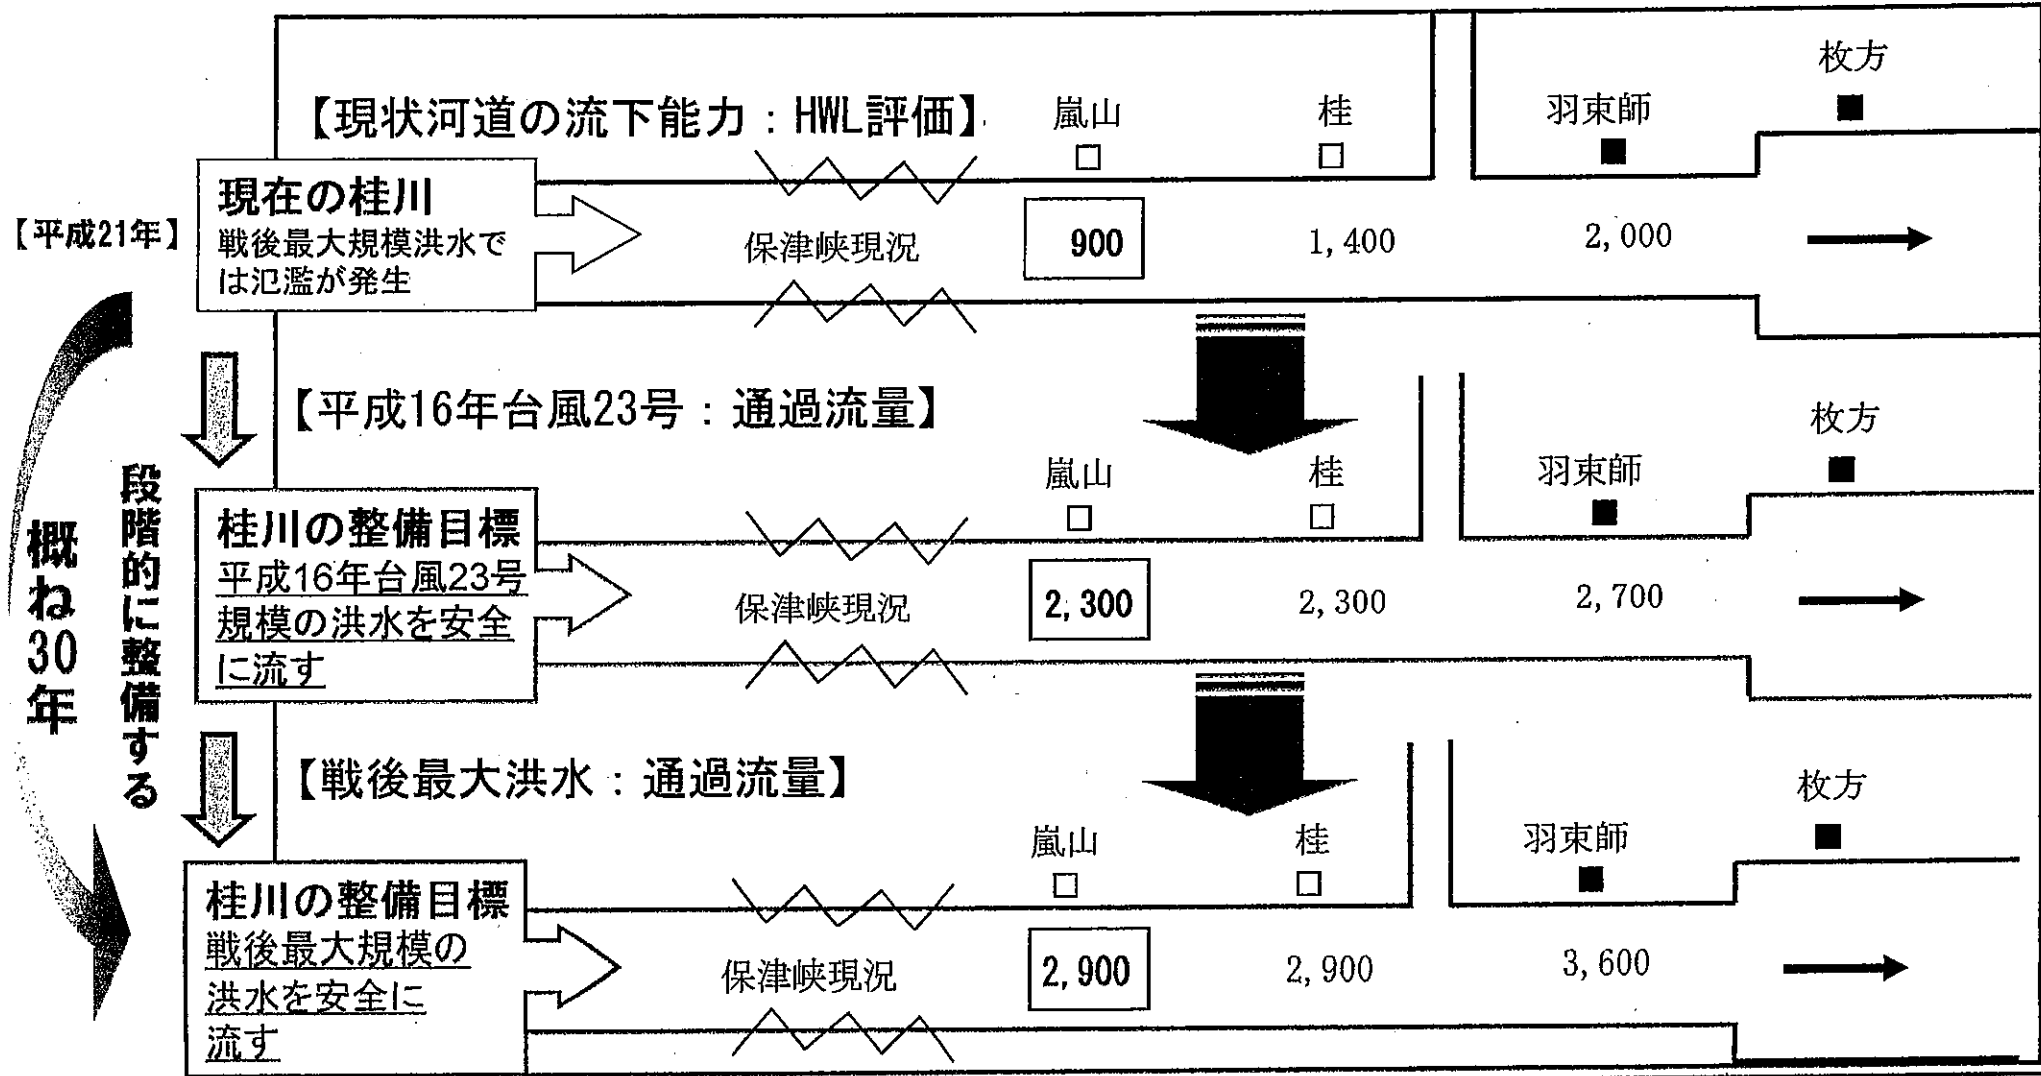 【現状河道の流下能力：HWL評価】
嵐山
桂
羽束師
枚方
【平成21年】
現在の桂川
戦後最大規模洪水で
は氾濫が発生
保津峡現況
900
1,400
2,000
【平成16年台風23号：通過流量】
嵐山
桂
羽束師
枚方
桂川の整備目標
平成16年台風23号
規模の洪水を安全
に流す
保津峡現況
2,300
2,300
2,700
段階的に整備する
概ね30年
【戦後最大洪水：通過流量】
嵐山
桂
羽束師
枚方
桂川の整備目標
戦後最大規模の
洪水を安全に
流す
保津峡現況
2,900
2,900
3,600